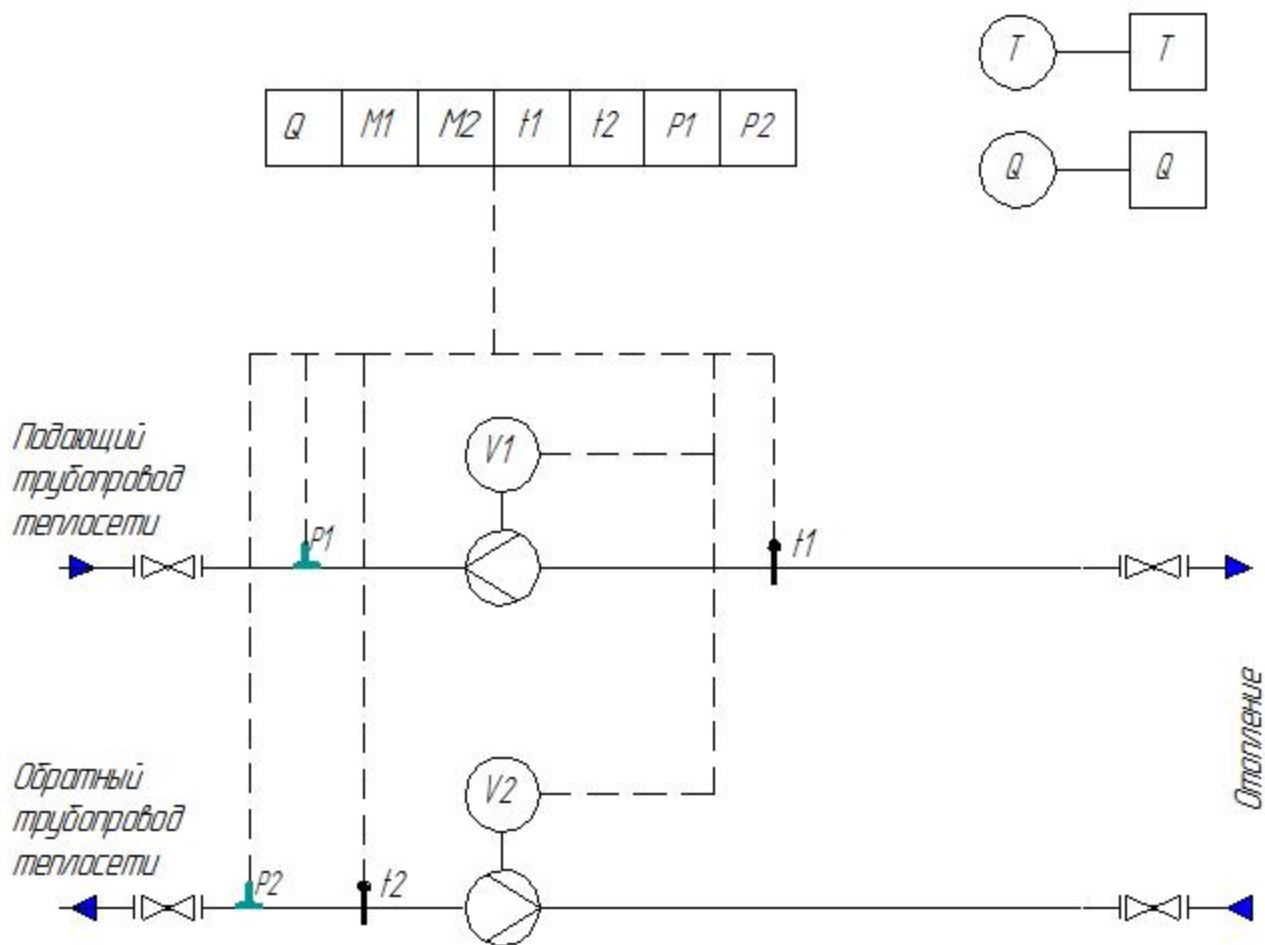 T T
Q M1 M2 t1 t2 P1 P2
Q Q
Подающий
трубопровод
теплосети
V1
P1
t1
Отопление
Обратный
трубопровод
теплосети
V2
P2
t2